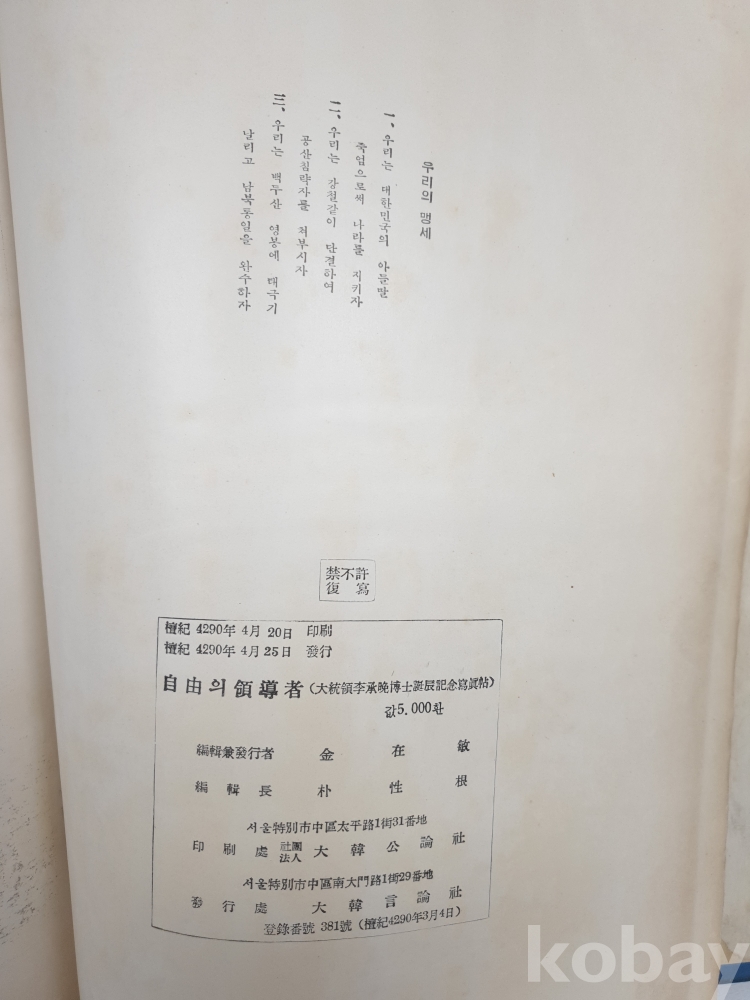 우리의 맹세
一、우리는 대한민국의 아들딸
죽엄으로써 나라를 지키자
二、우리는 강철같이 단결하여
공산침략자를 쳐부시자
三、우리는 백두산 영봉에 태극기
날리고 남북통일을 완수하자
禁不許
復寫
檀紀 4290年 4月 20日 印刷
檀紀 4290年 4月 25日 發行
自由의 領導者 (大統領李承晩博士誕辰記念寫眞帖)
값5.000환
編輯兼發行者 金在敏
編輯長 朴性根
서울特別市中區太平路1街31番地
印刷處 社團法人 大韓公論社
서울特別市中區南大門路1街29番地
發行處 大韓言論社
登錄番號 381號 (檀紀4290年3月4日)
kobay